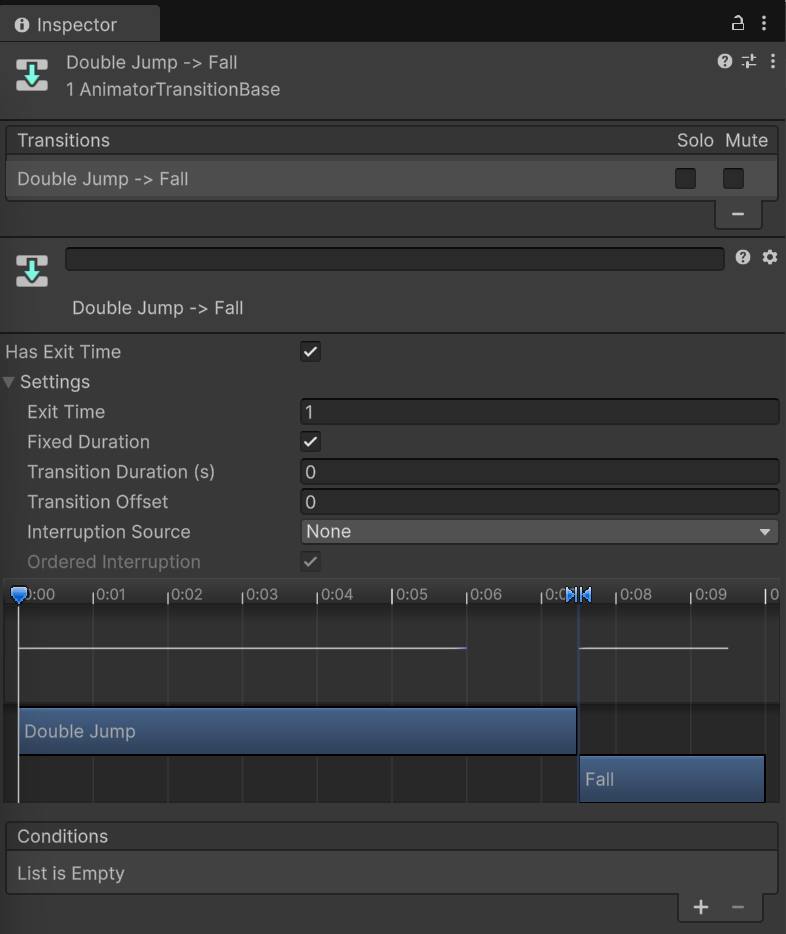 Inspector
Double Jump -> Fall
1 AnimatorTransitionBase
Transitions Solo Mute
Double Jump -> Fall
Double Jump -> Fall
Has Exit Time
Settings
Exit Time 1
Fixed Duration
Transition Duration (s) 0
Transition Offset 0
Interruption Source None
Ordered Interruption
:00 0:01 0:02 0:03 0:04 0:05 0:06 0:0 0:08 0:09 0
Double Jump
Fall
Conditions
List is Empty